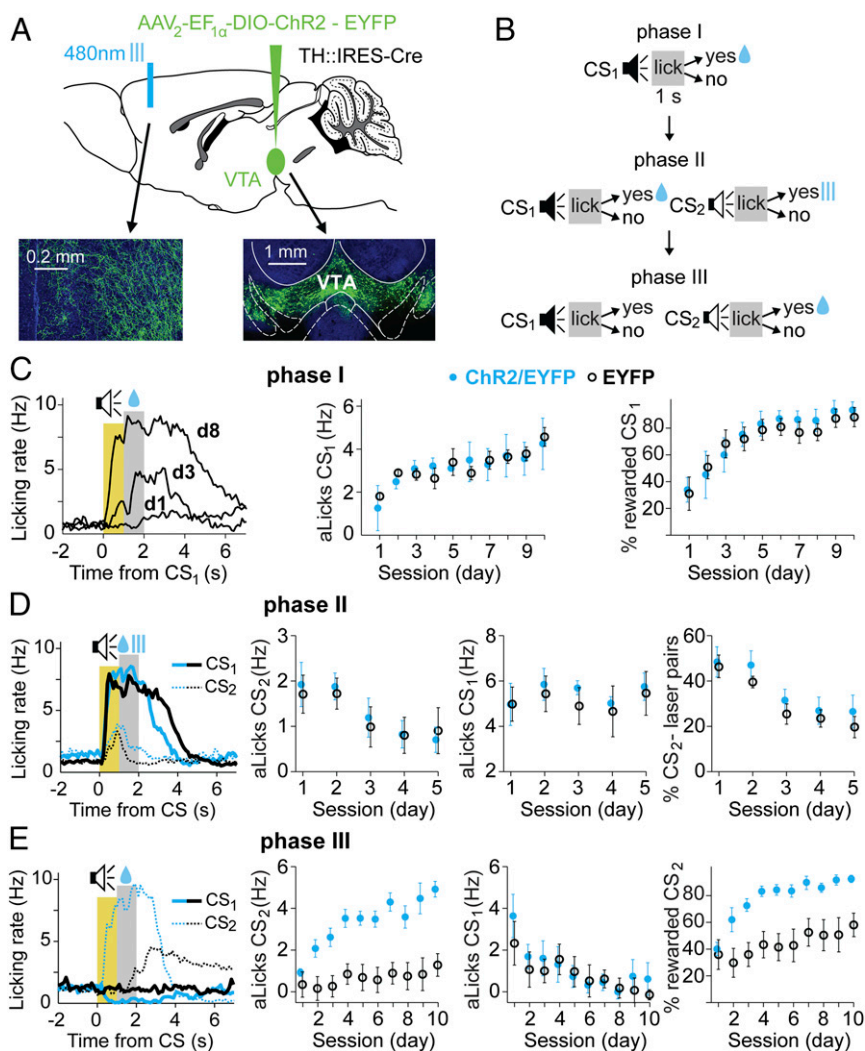 A
AAV2-EF1α-DIO-ChR2 - EYFP
480nm
TH::IRES-Cre
VTA
0.2 mm
1 mm
VTA
B
phase I
CS1 lick yes
no
1 s
phase II
CS1 lick yes
no
CS2 lick yes
no
phase III
CS1 lick yes
no
CS2 lick yes
no
C
phase I
ChR2/EYFP
EYFP
Licking rate (Hz)
10
5
0
d8
d3
d1
-2 0 2 4 6
Time from CS1 (s)
aLicks CS1(Hz)
6
4
2
0
1 3 5 7 9
Session (day)
% rewarded CS1
80
60
40
20
1 3 5 7 9
Session (day)
D
phase II
Licking rate (Hz)
10
5
0
CS1
CS2
-2 0 2 4 6
Time from CS (s)
aLicks CS2(Hz)
3
2
1
0
1 2 3 4 5
Session (day)
aLicks CS1(Hz)
8
6
4
2
1 2 3 4 5
Session (day)
% CS2- laser pairs
60
40
20
0
1 2 3 4 5
Session (day)
E
phase III
Licking rate (Hz)
10
5
0
CS1
CS2
-2 0 2 4 6
Time from CS (s)
aLicks CS2(Hz)
6
4
2
0
2 4 6 8 10
Session (day)
aLicks CS1(Hz)
6
4
2
0
2 4 6 8 10
Session (day)
% rewarded CS2
80
60
40
20
0
2 4 6 8 10
Session (day)